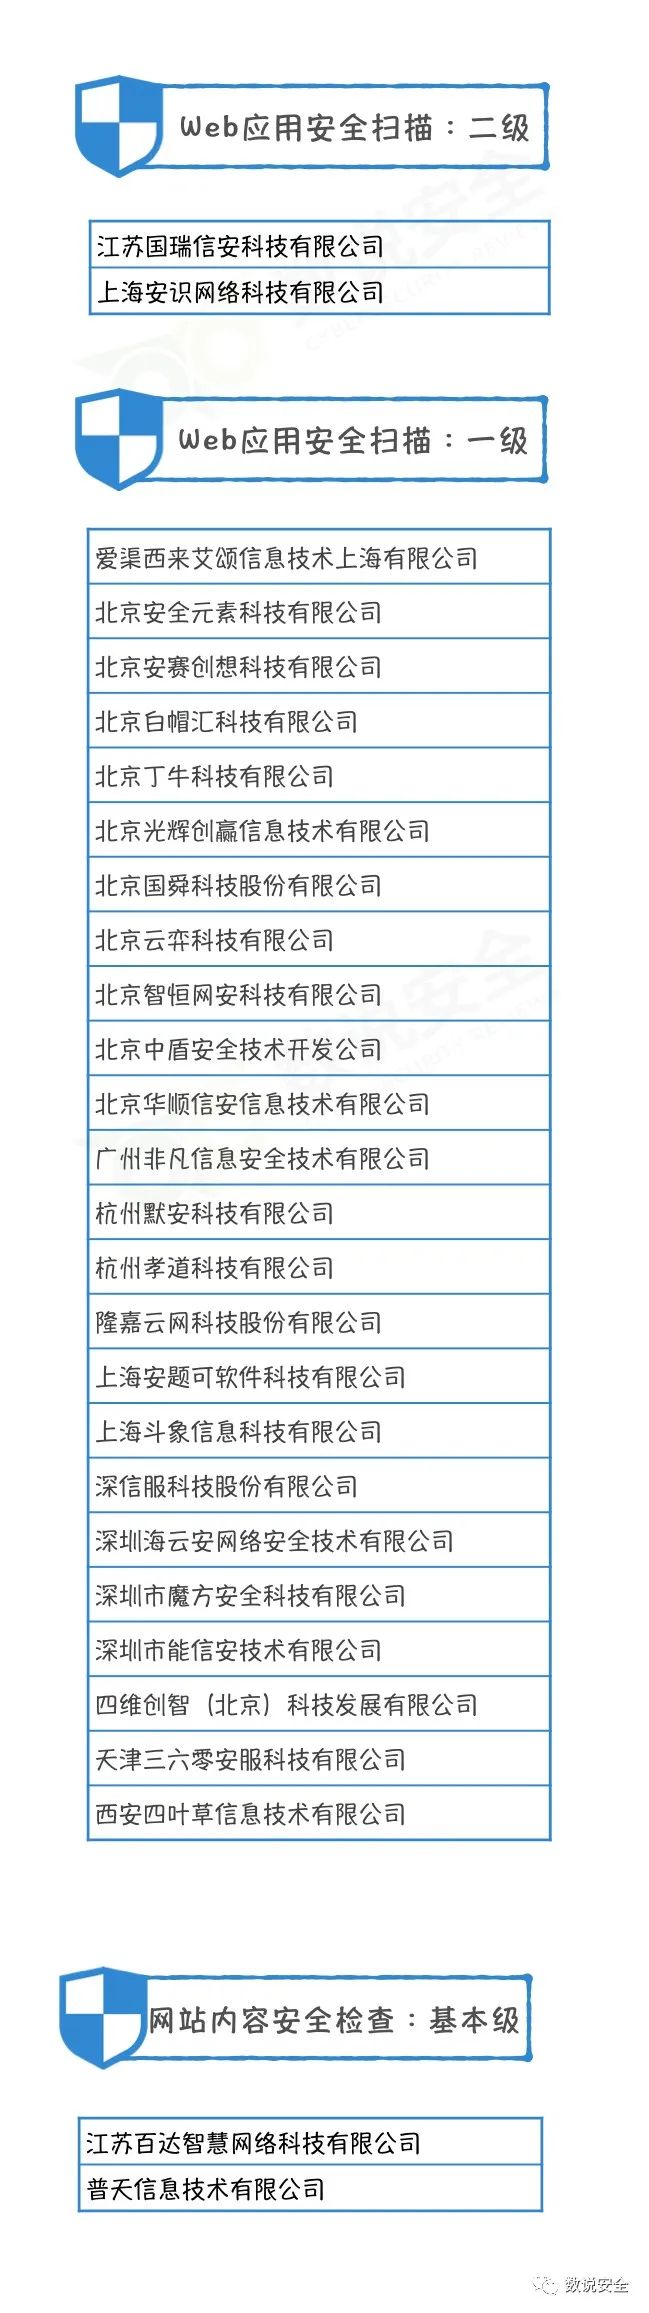 Web应用安全扫描：二级
江苏国瑞信安科技有限公司
上海安识网络科技有限公司
Web应用安全扫描：一级
爱渠西来艾颂信息技术上海有限公司
北京安全元素科技有限公司
北京安赛创想科技有限公司
北京白帽汇科技有限公司
北京丁牛科技有限公司
北京光辉创赢信息技术有限公司
北京国舜科技股份有限公司
北京云弈科技有限公司
北京智恒网安科技有限公司
北京中盾安全技术开发公司
北京华顺信安信息技术有限公司
广州非凡信息安全技术有限公司
杭州默安科技有限公司
杭州孝道科技有限公司
隆嘉云网科技股份有限公司
上海安题可软件科技有限公司
上海斗象信息科技有限公司
深信服科技股份有限公司
深圳海云安网络安全技术有限公司
深圳市魔方安全科技有限公司
深圳市能信安技术有限公司
四维创智（北京）科技发展有限公司
天津三六零安服科技有限公司
西安四叶草信息技术有限公司
网站内容安全检查：基本级
江苏百达智慧网络科技有限公司
普天信息技术有限公司
数说安全